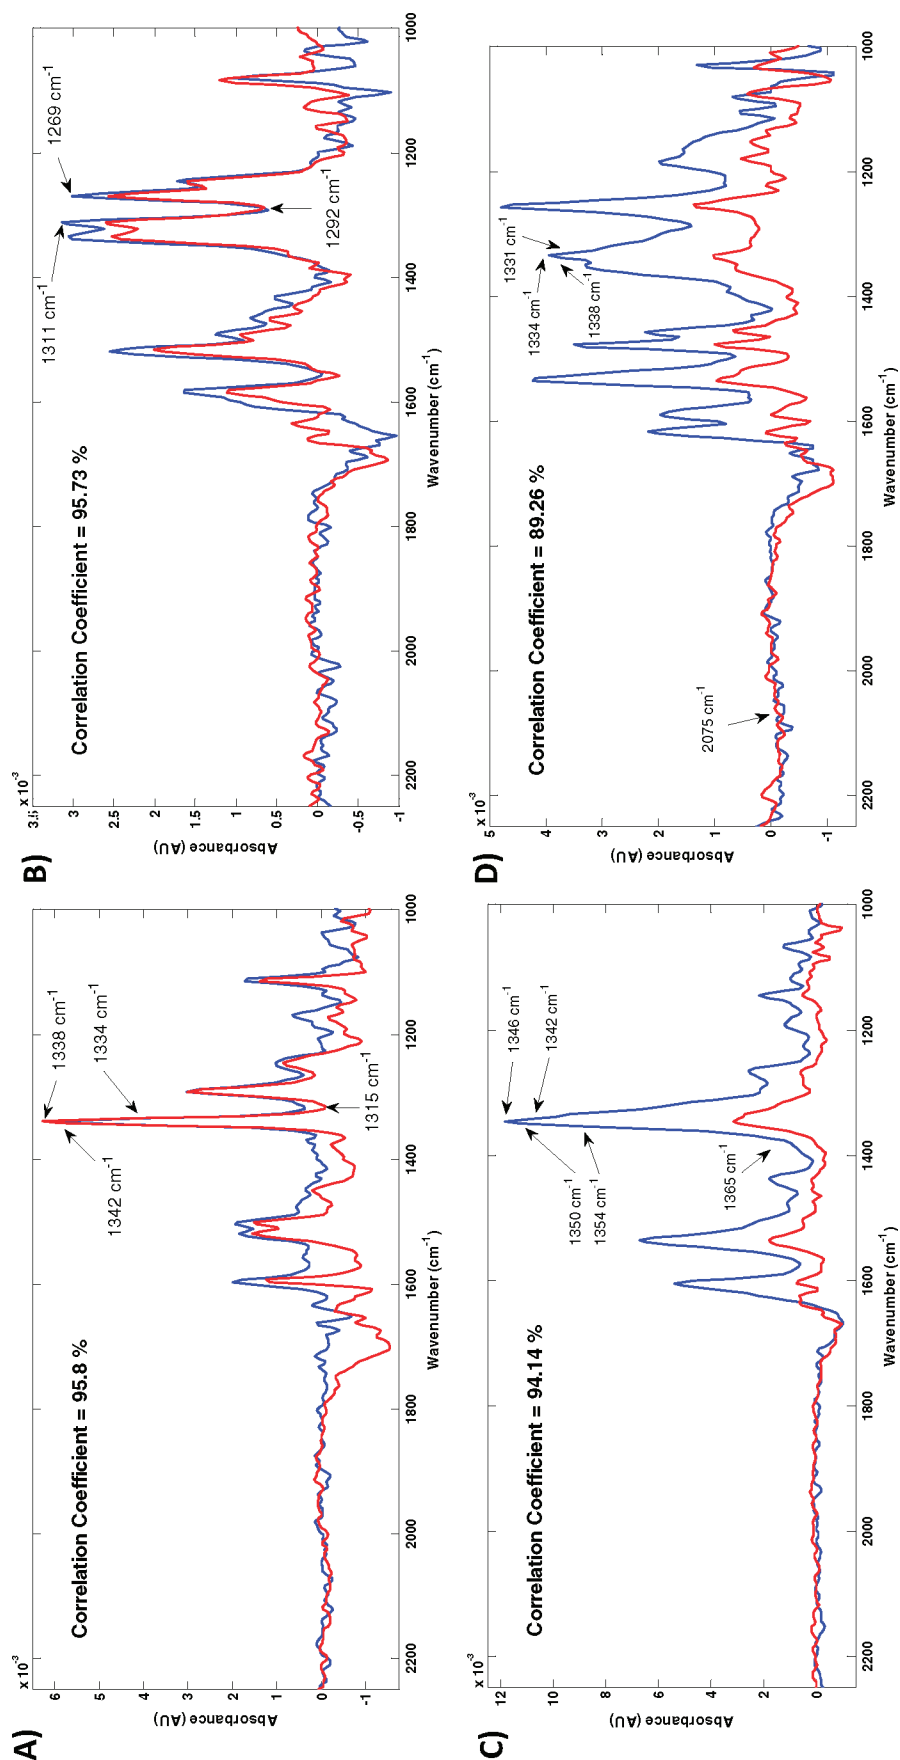 A)
x 10⁻³
Correlation Coefficient = 95.8 %
1342 cm⁻¹
1338 cm⁻¹
1334 cm⁻¹
1315 cm⁻¹
6
5
4
3
2
1
0
-1
Absorbance (AU)
2200
2000
1800
1600
1400
1200
1000
Wavenumber (cm⁻¹)
B)
x 10⁻³
Correlation Coefficient = 95.73 %
1311 cm⁻¹
1269 cm⁻¹
1292 cm⁻¹
3.5
3
2.5
2
1.5
1
0.5
0
-0.5
-1
Absorbance (AU)
2200
2000
1800
1600
1400
1200
1000
Wavenumber (cm⁻¹)
C)
x 10⁻³
Correlation Coefficient = 94.14 %
1350 cm⁻¹
1354 cm⁻¹
1346 cm⁻¹
1342 cm⁻¹
1365 cm⁻¹
12
10
8
6
4
2
0
Absorbance (AU)
2200
2000
1800
1600
1400
1200
1000
Wavenumber (cm⁻¹)
D)
x 10⁻³
Correlation Coefficient = 89.26 %
1334 cm⁻¹
1331 cm⁻¹
1338 cm⁻¹
2075 cm⁻¹
5
4
3
2
1
0
-1
Absorbance (AU)
2200
2000
1800
1600
1400
1200
1000
Wavenumber (cm⁻¹)